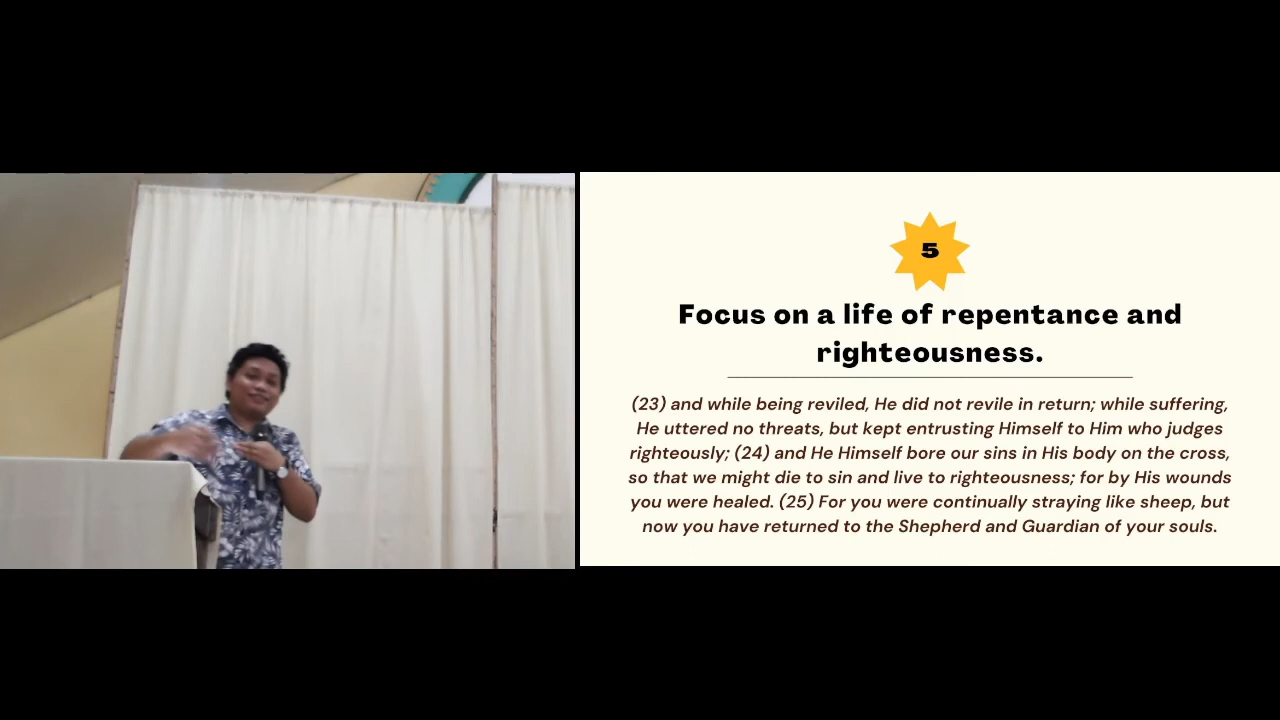 5
Focus on a life of repentance and
righteousness.
(23) and while being reviled, He did not revile in return; while suffering,
He uttered no threats, but kept entrusting Himself to Him who judges
righteously; (24) and He Himself bore our sins in His body on the cross,
so that we might die to sin and live to righteousness; for by His wounds
you were healed. (25) For you were continually straying like sheep, but
now you have returned to the Shepherd and Guardian of your souls.